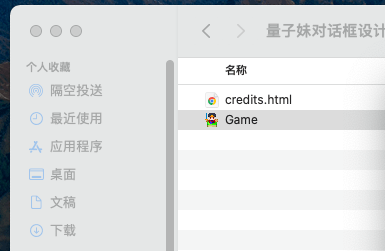 量子妹对话框设计
个人收藏
隔空投送
最近使用
应用程序
桌面
文稿
下载
名称
credits.html
Game